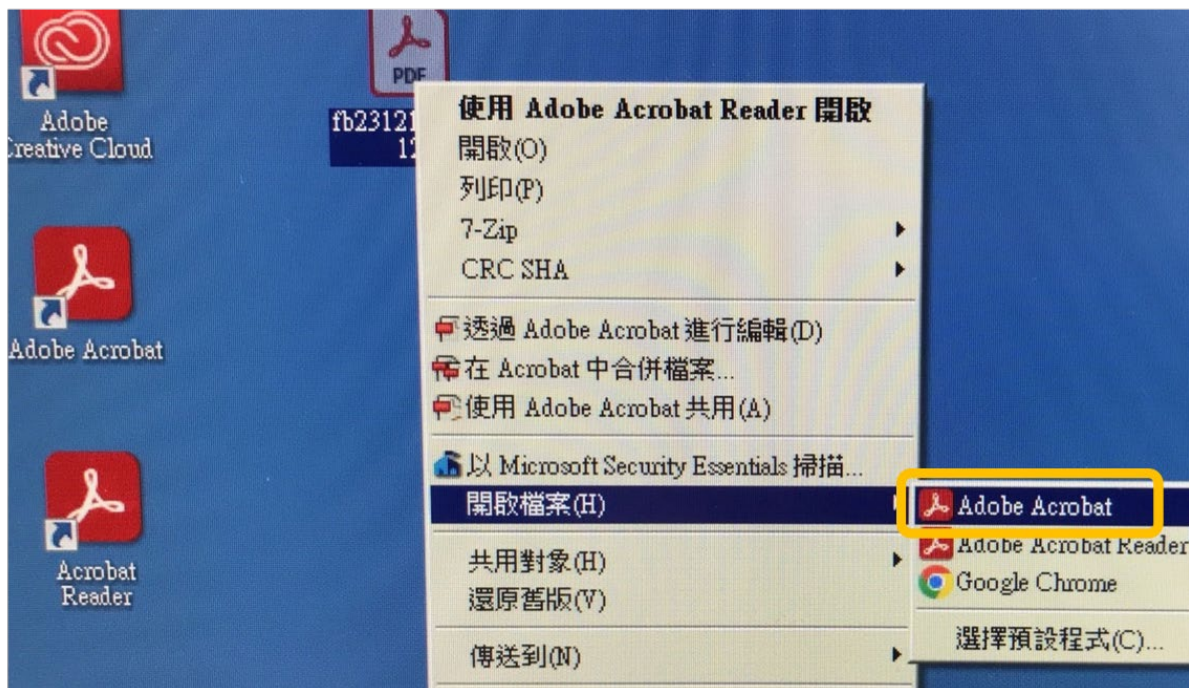 Adobe
Creative Cloud
PDF
fb23121
12
使用 Adobe Acrobat Reader 開啟
開啟(O)
列印(P)
7-Zip
CRC SHA
Adobe Acrobat
透過 Adobe Acrobat 進行編輯(D)
在 Acrobat 中合併檔案...
使用 Adobe Acrobat 共用(A)
以 Microsoft Security Essentials 掃描...
開啟檔案(H)
Adobe Acrobat
Adobe Acrobat Reader
Google Chrome
選擇預設程式(C)...
Acrobat
Reader
共用對象(H)
還原舊版(V)
傳送到(N)